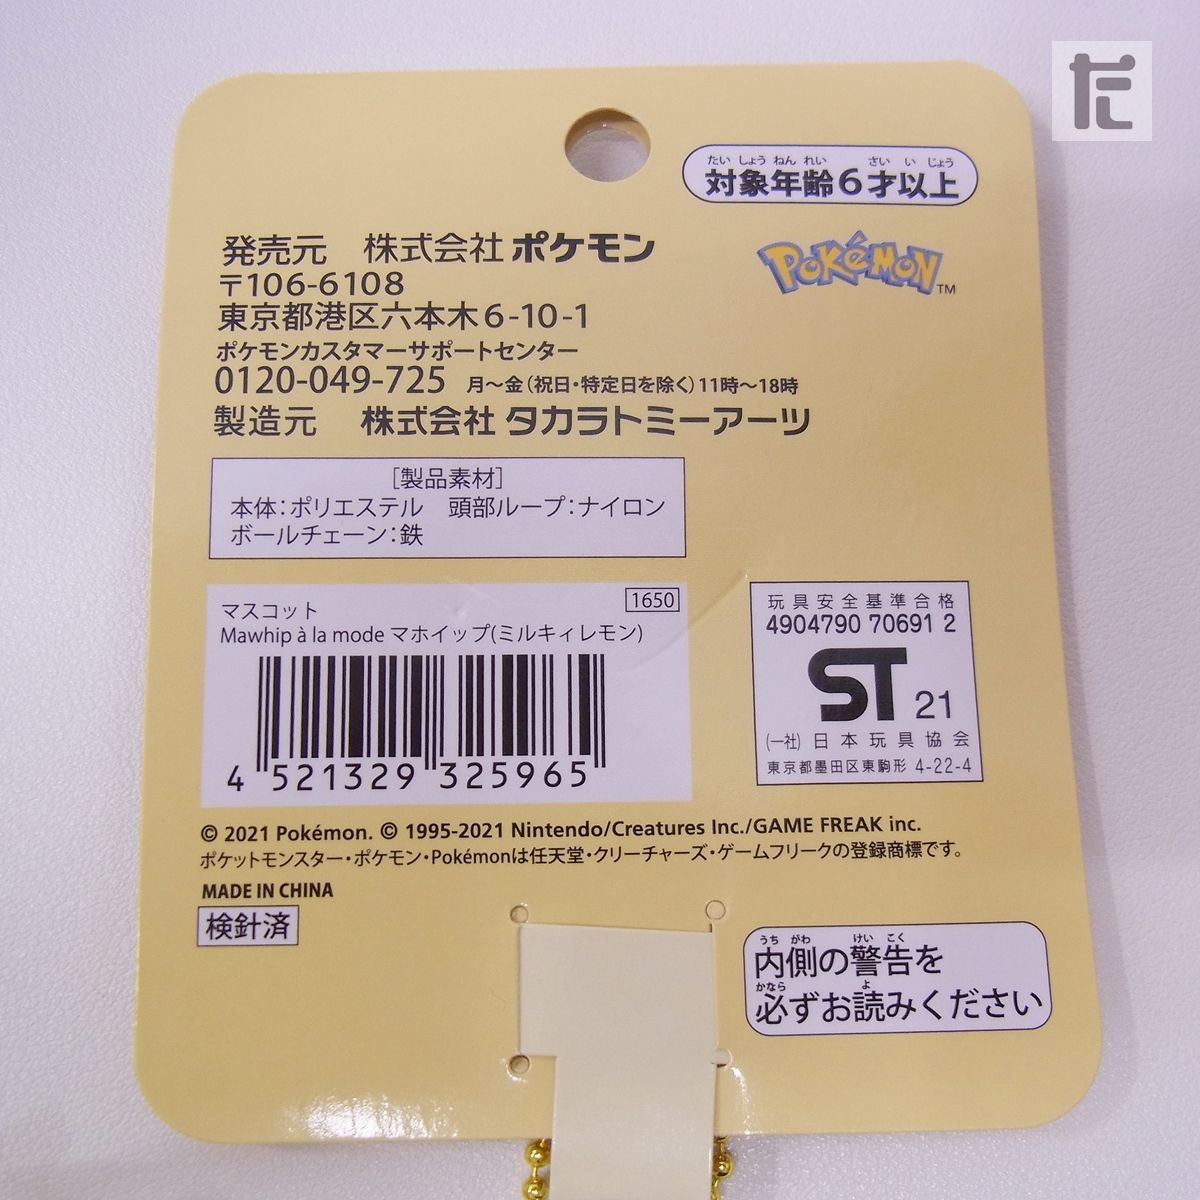 たし
たい しょう ねん れい さい い じょう
対象年齢6才以上
発売元 株式会社 ポケモン
POKéMON™
〒106-6108
東京都港区六本木6-10-1
ポケモンカスタマーサポートセンター
0120-049-725 月～金(祝日・特定日を除く)11時～18時
製造元 株式会社 タカラトミーアーツ
[製品素材]
本体:ポリエステル 頭部ループ:ナイロン
ボールチェーン:鉄
マスコット 1650
Mawhip à la mode マホイップ(ミルキィレモン)
4 521329 325965
玩具安全基準合格
4904790 70691 2
ST 21
(一社) 日本玩具協会
東京都墨田区東駒形 4-22-4
© 2021 Pokémon. © 1995-2021 Nintendo/Creatures Inc./GAME FREAK inc.
ポケットモンスター・ポケモン・Pokémonは任天堂・クリーチャーズ・ゲームフリークの登録商標です。
MADE IN CHINA
検針済
うち がわ けい こく
内側の警告を
かなら よ
必ずお読みください